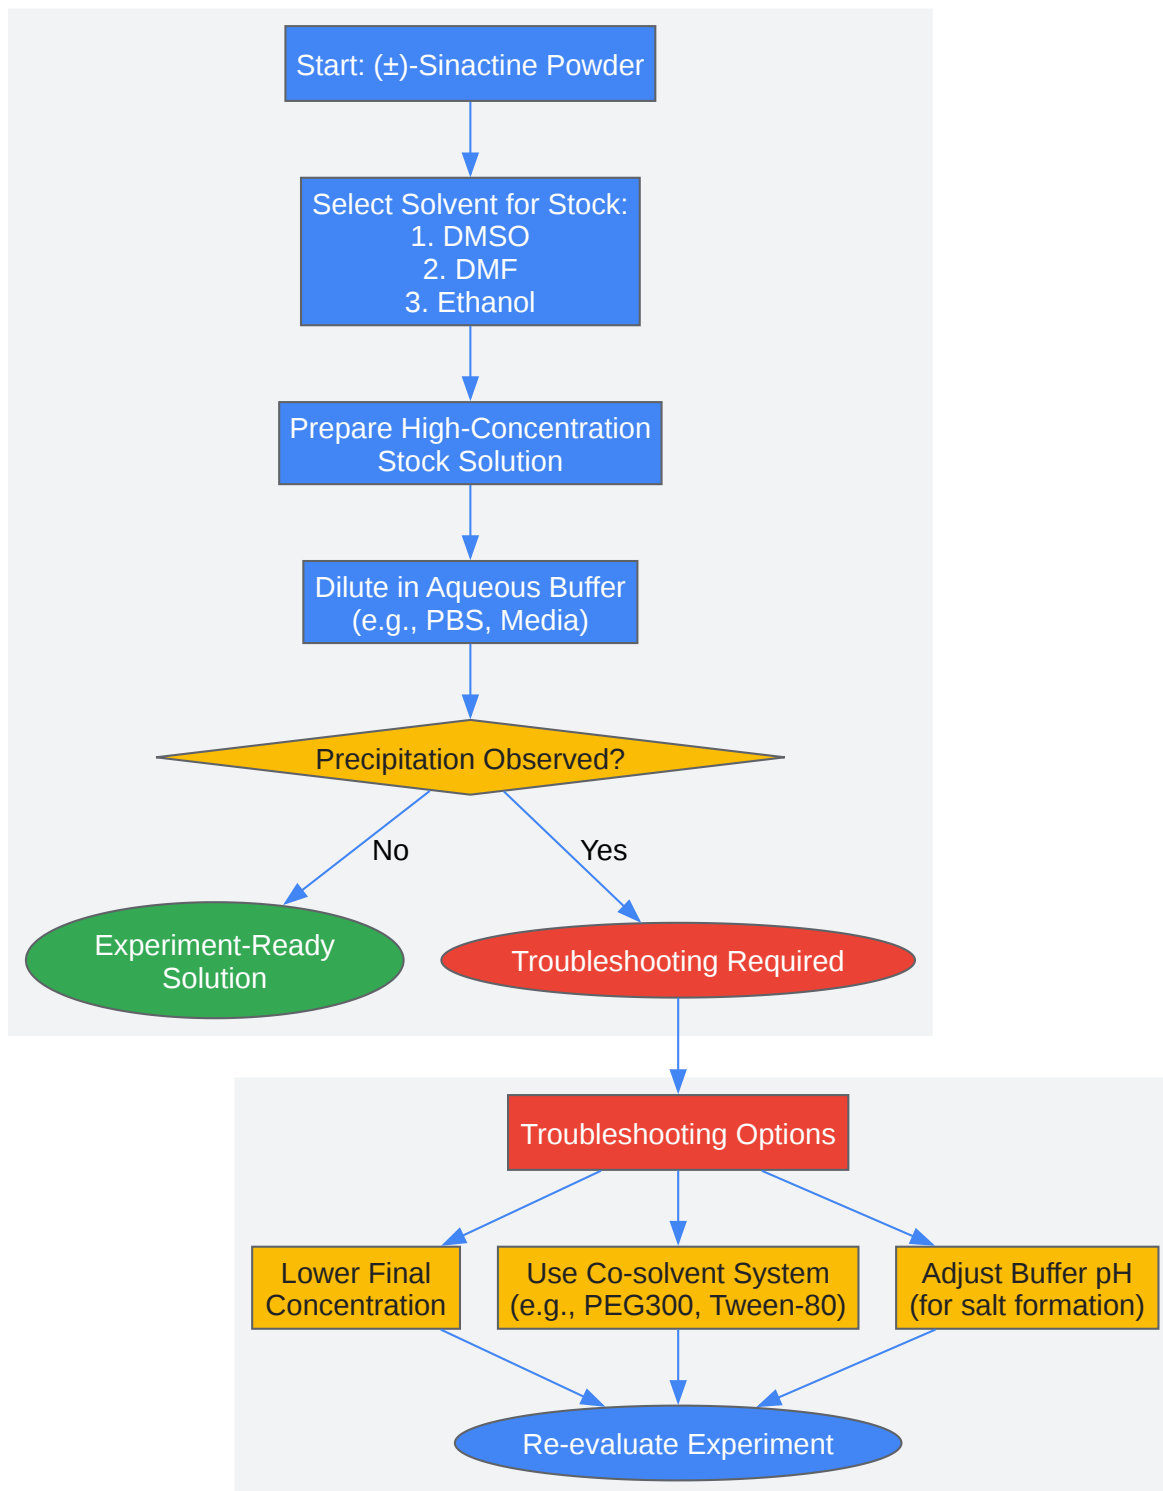 Start: (±)-Sinactine Powder
Select Solvent for Stock:
1. DMSO
2. DMF
3. Ethanol
Prepare High-Concentration
Stock Solution
Dilute in Aqueous Buffer
(e.g., PBS, Media)
Precipitation Observed?
No
Yes
Experiment-Ready
Solution
Troubleshooting Required
Troubleshooting Options
Lower Final
Concentration
Use Co-solvent System
(e.g., PEG300, Tween-80)
Adjust Buffer pH
(for salt formation)
Re-evaluate Experiment